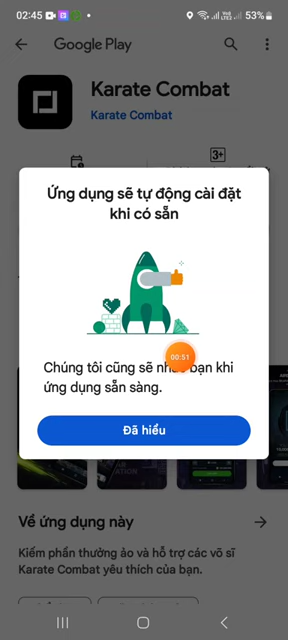 02:45
53%
Google Play
Karate Combat
Karate Combat
3+
Ứng dụng sẽ tự động cài đặt
khi có sẵn
00:51
Chúng tôi cũng sẽ bạn khi
ứng dụng sẵn sàng.
Đã hiểu
Về ứng dụng này
Kiếm phần thưởng ảo và hỗ trợ các võ sĩ
Karate Combat yêu thích của bạn.